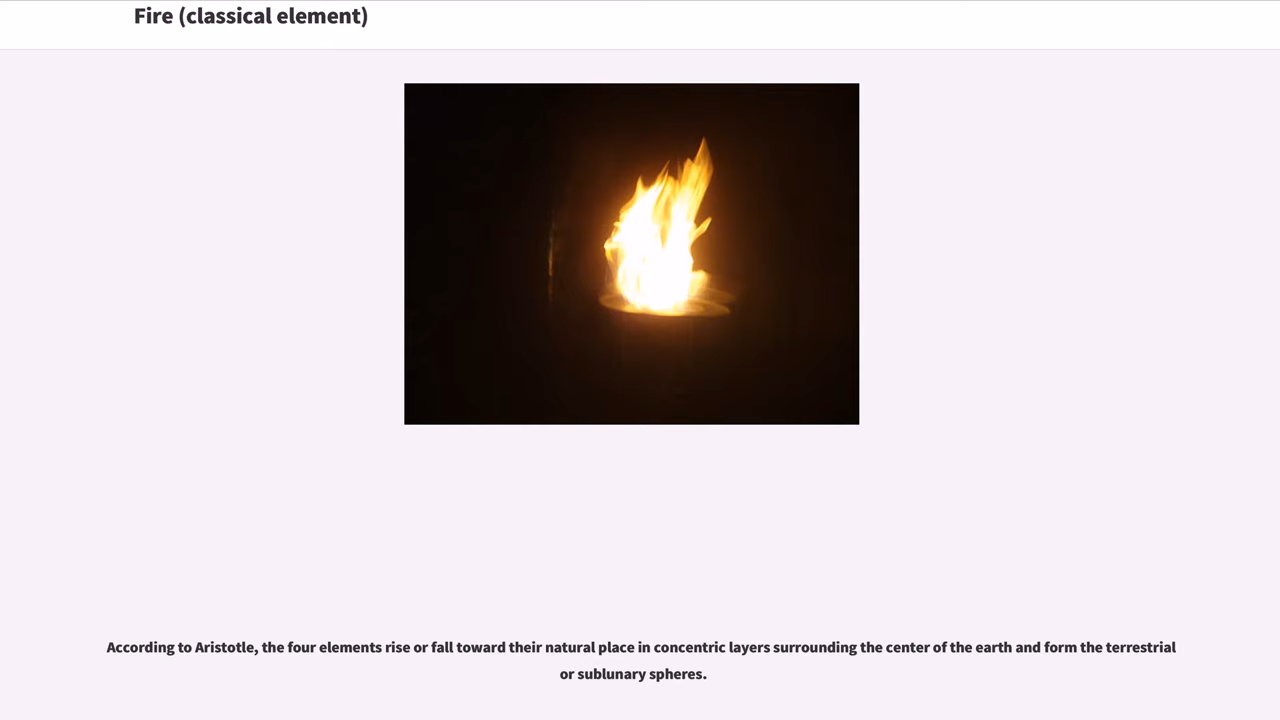 Fire (classical element)
According to Aristotle, the four elements rise or fall toward their natural place in concentric layers surrounding the center of the earth and form the terrestrial
or sublunary spheres.